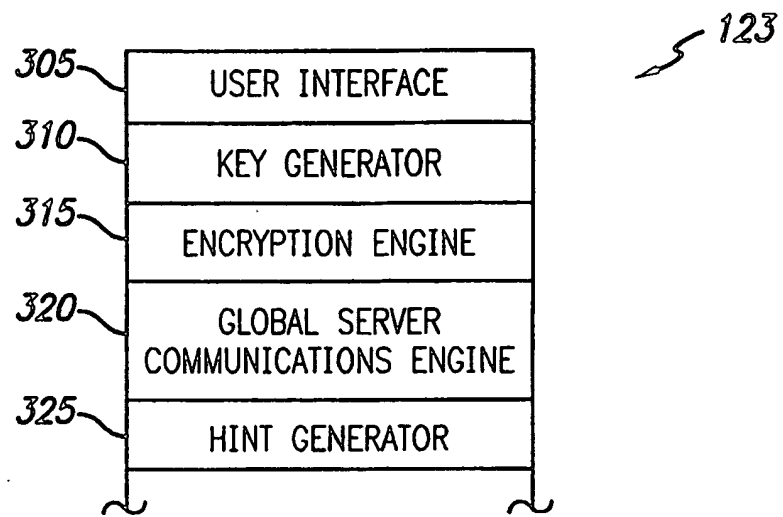 123
305 USER INTERFACE
310 KEY GENERATOR
315 ENCRYPTION ENGINE
320 GLOBAL SERVER
COMMUNICATIONS ENGINE
325 HINT GENERATOR